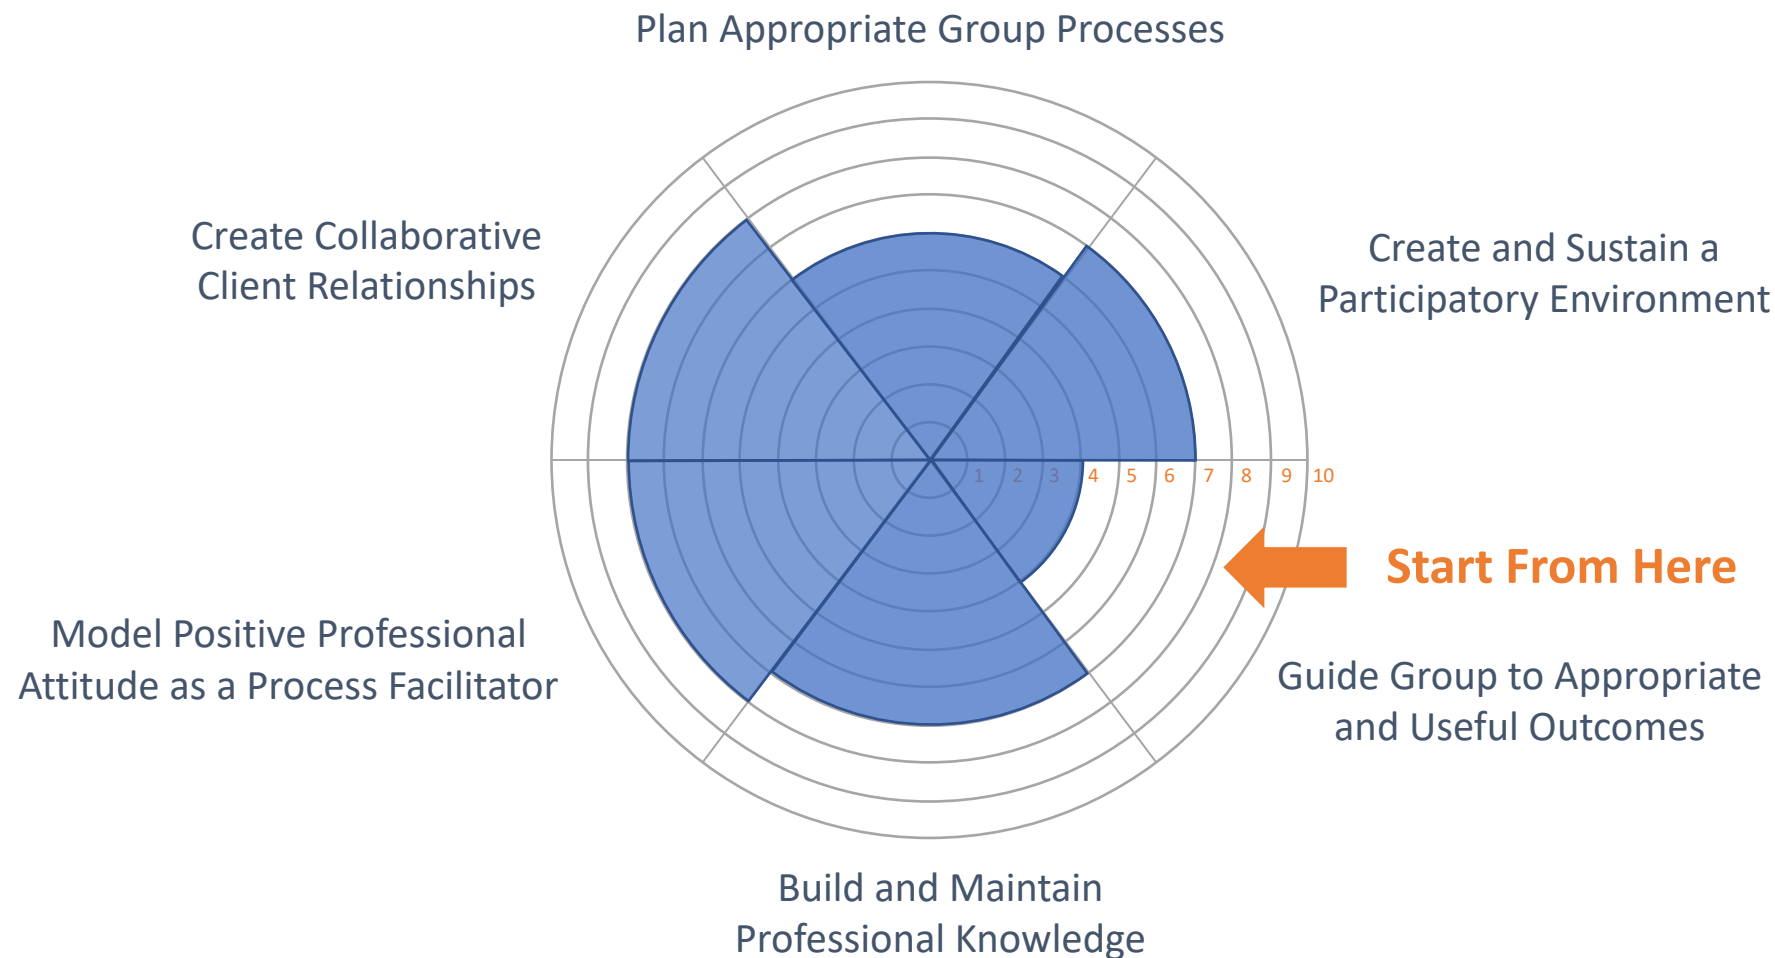 Plan Appropriate Group Processes
Create Collaborative
Client Relationships
Create and Sustain a
Participatory Environment
1 2 3 4 5 6 7 8 9 10
Start From Here
Model Positive Professional
Attitude as a Process Facilitator
Guide Group to Appropriate
and Useful Outcomes
Build and Maintain
Professional Knowledge